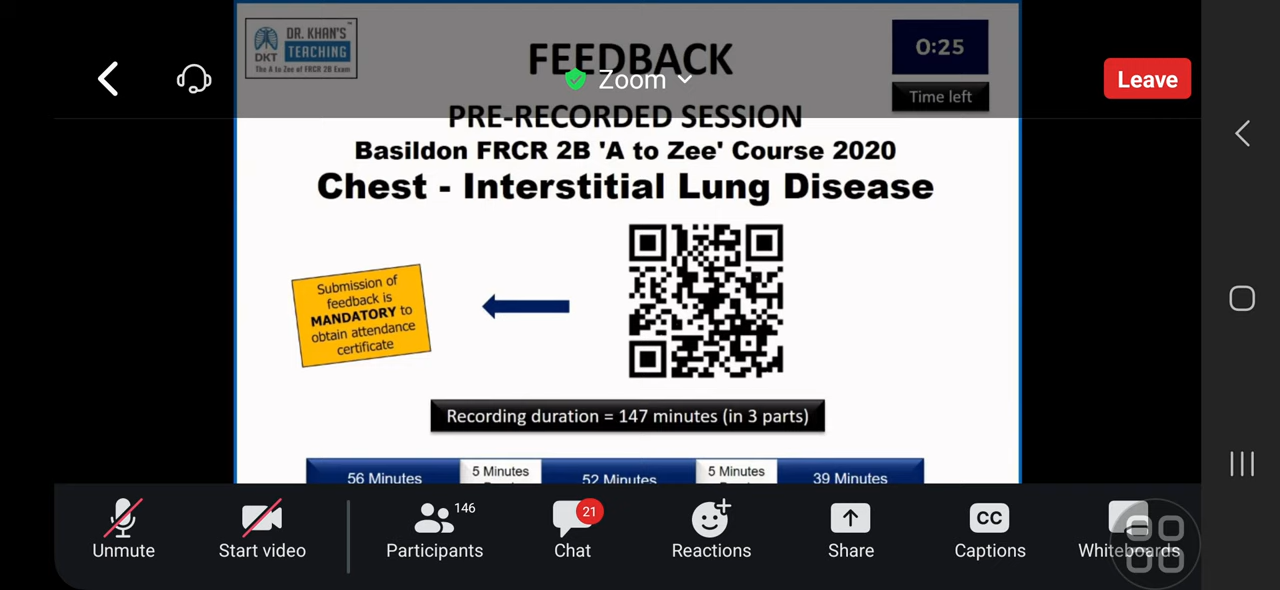 DR. KHAN'S
TEACHING
DKT
The A to Zee of FRCR 2B Exam
FEEDBACK
0:25
Time left
Zoom
Leave
PRE-RECORDED SESSION
Basildon FRCR 2B 'A to Zee' Course 2020
Chest - Interstitial Lung Disease
Submission of
feedback is
MANDATORY to
obtain attendance
certificate
Recording duration = 147 minutes (in 3 parts)
56 Minutes
5 Minutes
52 Minutes
5 Minutes
39 Minutes
146
21
Unmute
Start video
Participants
Chat
Reactions
Share
CC
Captions
Whiteboards